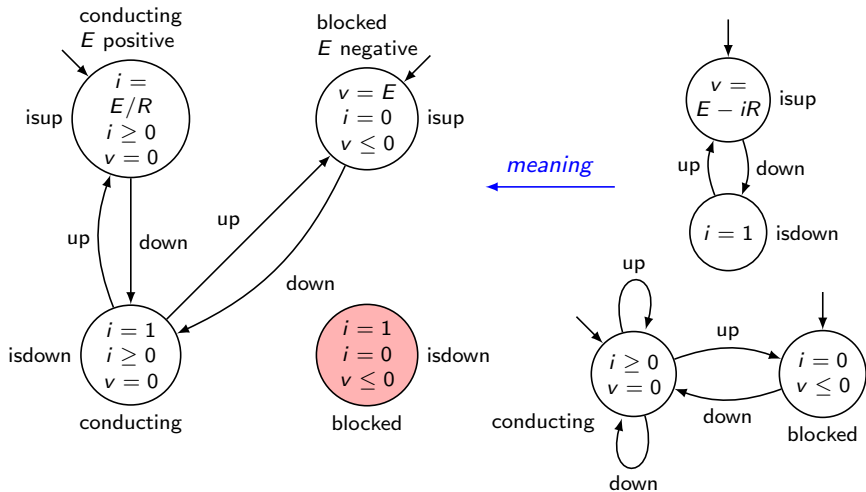 conducting
E positive
i =
E/R
i ≥ 0
v = 0
isup
blocked
E negative
v = E
i = 0
v ≤ 0
isup
up
down
up
down
i = 1
i ≥ 0
v = 0
isdown
conducting
i = 1
i = 0
v ≤ 0
isdown
blocked
meaning
v =
E − iR
isup
up
down
i = 1
isdown
up
i ≥ 0
v = 0
conducting
down
up
down
i = 0
v ≤ 0
blocked